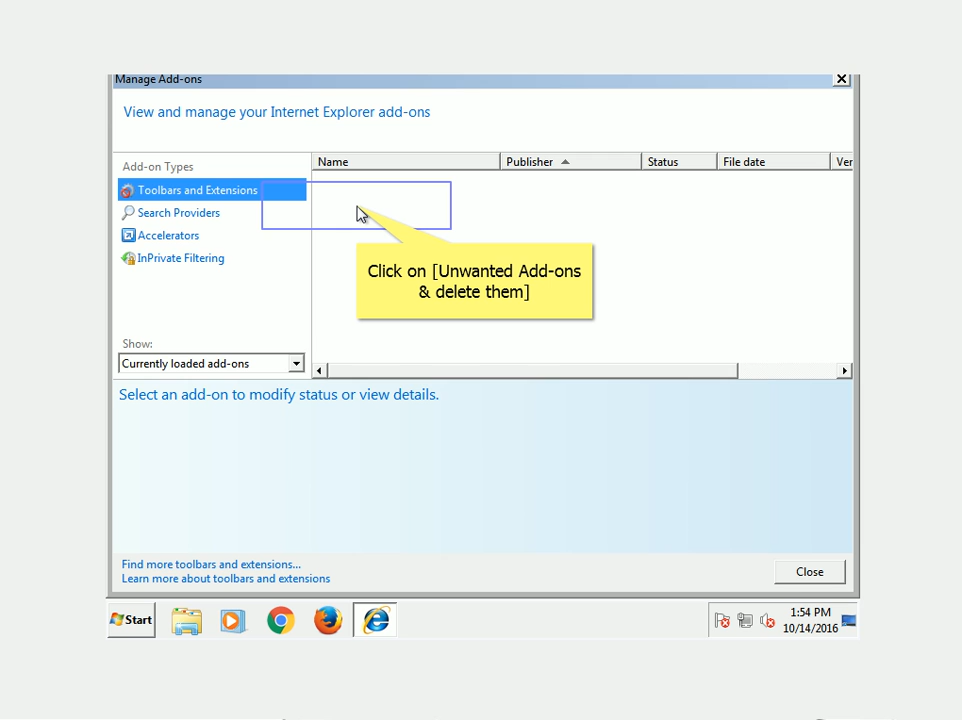 Manage Add-ons
View and manage your Internet Explorer add-ons
Add-on Types
Name Publisher Status File date Ver
Toolbars and Extensions
Search Providers
Accelerators
InPrivate Filtering
Click on [Unwanted Add-ons
& delete them]
Show:
Currently loaded add-ons
Select an add-on to modify status or view details.
Find more toolbars and extensions...
Learn more about toolbars and extensions
Close
Start
1:54 PM
10/14/2016